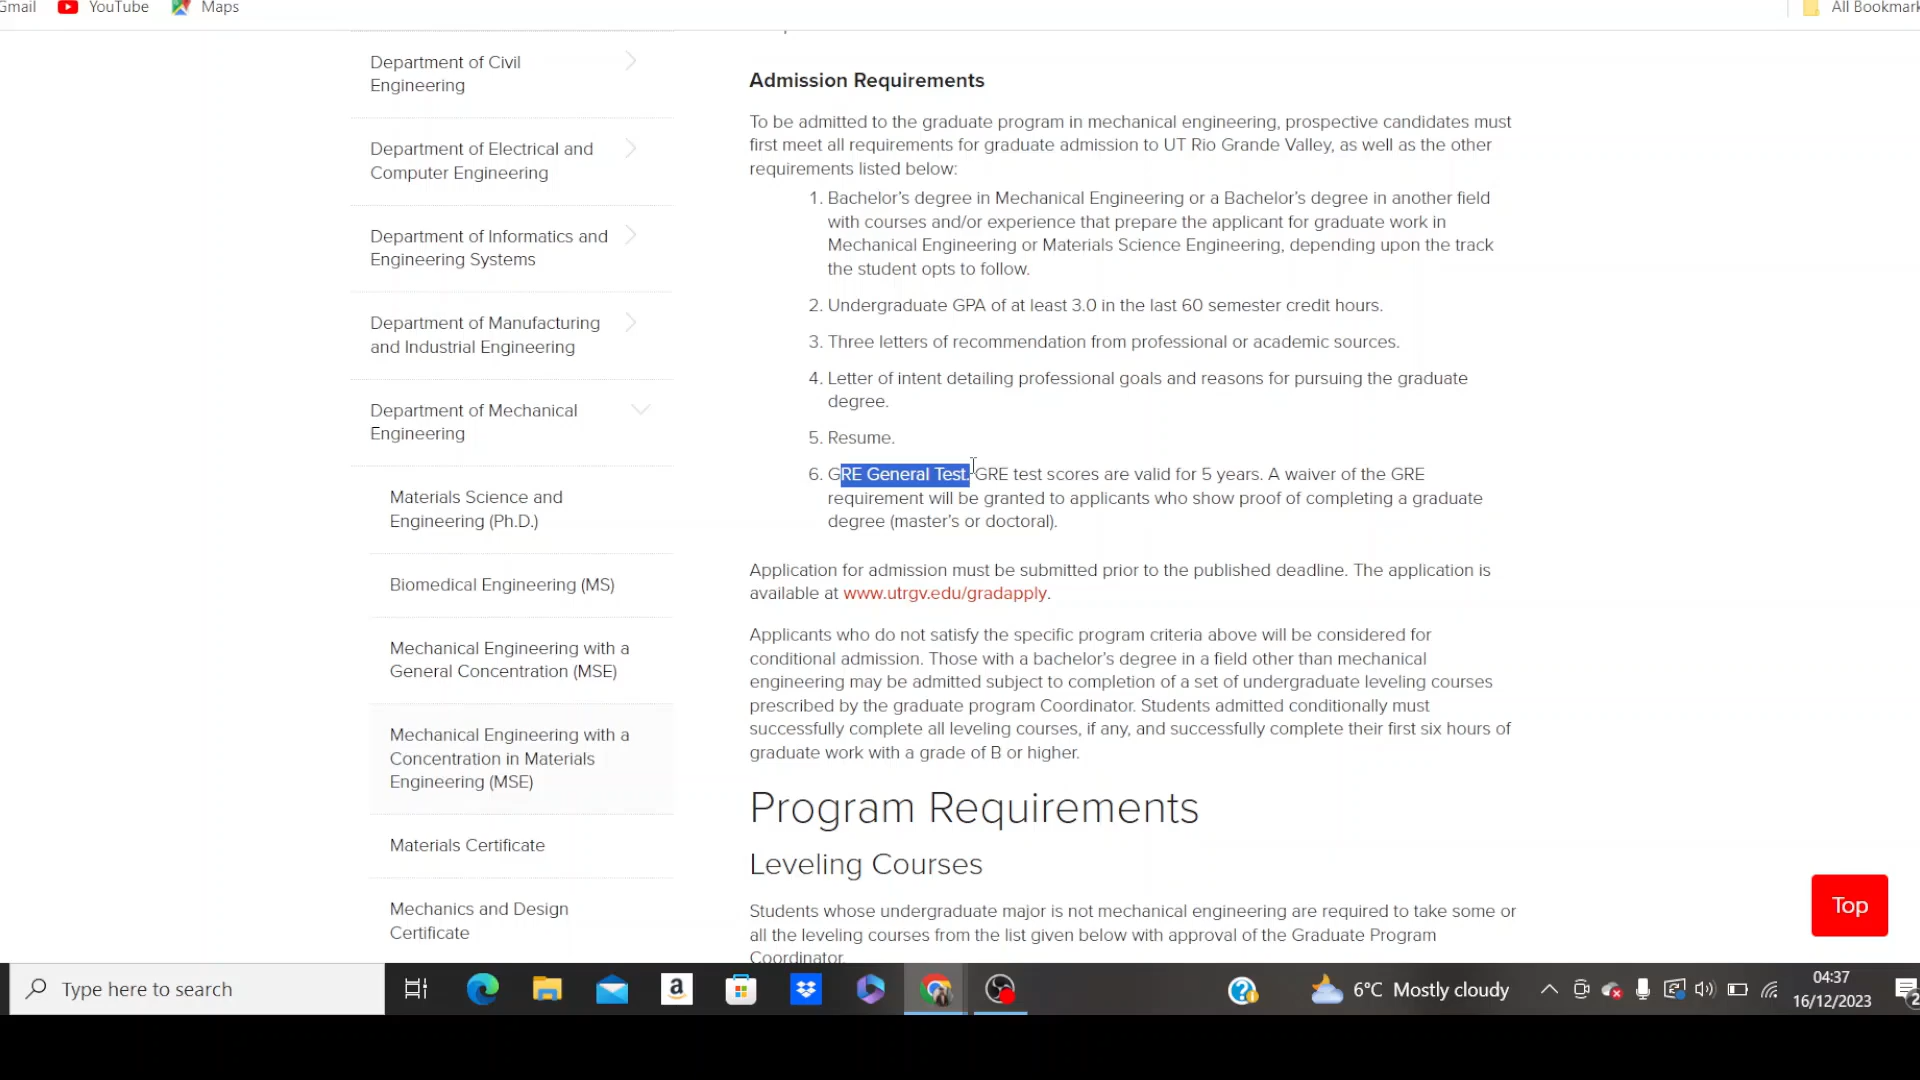 Gmail
YouTube
Maps
All Bookmark
Department of Civil
Engineering
Department of Electrical and
Computer Engineering
Department of Informatics and
Engineering Systems
Department of Manufacturing
and Industrial Engineering
Department of Mechanical
Engineering
Materials Science and
Engineering (Ph.D.)
Biomedical Engineering (MS)
Mechanical Engineering with a
General Concentration (MSE)
Mechanical Engineering with a
Concentration in Materials
Engineering (MSE)
Materials Certificate
Mechanics and Design
Certificate
Admission Requirements
To be admitted to the graduate program in mechanical engineering, prospective candidates must
first meet all requirements for graduate admission to UT Rio Grande Valley, as well as the other
requirements listed below:
1. Bachelor’s degree in Mechanical Engineering or a Bachelor’s degree in another field
with courses and/or experience that prepare the applicant for graduate work in
Mechanical Engineering or Materials Science Engineering, depending upon the track
the student opts to follow.
2. Undergraduate GPA of at least 3.0 in the last 60 semester credit hours.
3. Three letters of recommendation from professional or academic sources.
4. Letter of intent detailing professional goals and reasons for pursuing the graduate
degree.
5. Resume.
6. GRE General Test. GRE test scores are valid for 5 years. A waiver of the GRE
requirement will be granted to applicants who show proof of completing a graduate
degree (master’s or doctoral).
Application for admission must be submitted prior to the published deadline. The application is
available at www.utrgv.edu/gradapply.
Applicants who do not satisfy the specific program criteria above will be considered for
conditional admission. Those with a bachelor’s degree in a field other than mechanical
engineering may be admitted subject to completion of a set of undergraduate leveling courses
prescribed by the graduate program Coordinator. Students admitted conditionally must
successfully complete all leveling courses, if any, and successfully complete their first six hours of
graduate work with a grade of B or higher.
Program Requirements
Leveling Courses
Students whose undergraduate major is not mechanical engineering are required to take some or
all the leveling courses from the list given below with approval of the Graduate Program
Coordinator.
Top
Type here to search
6°C Mostly cloudy
04:37
16/12/2023
2